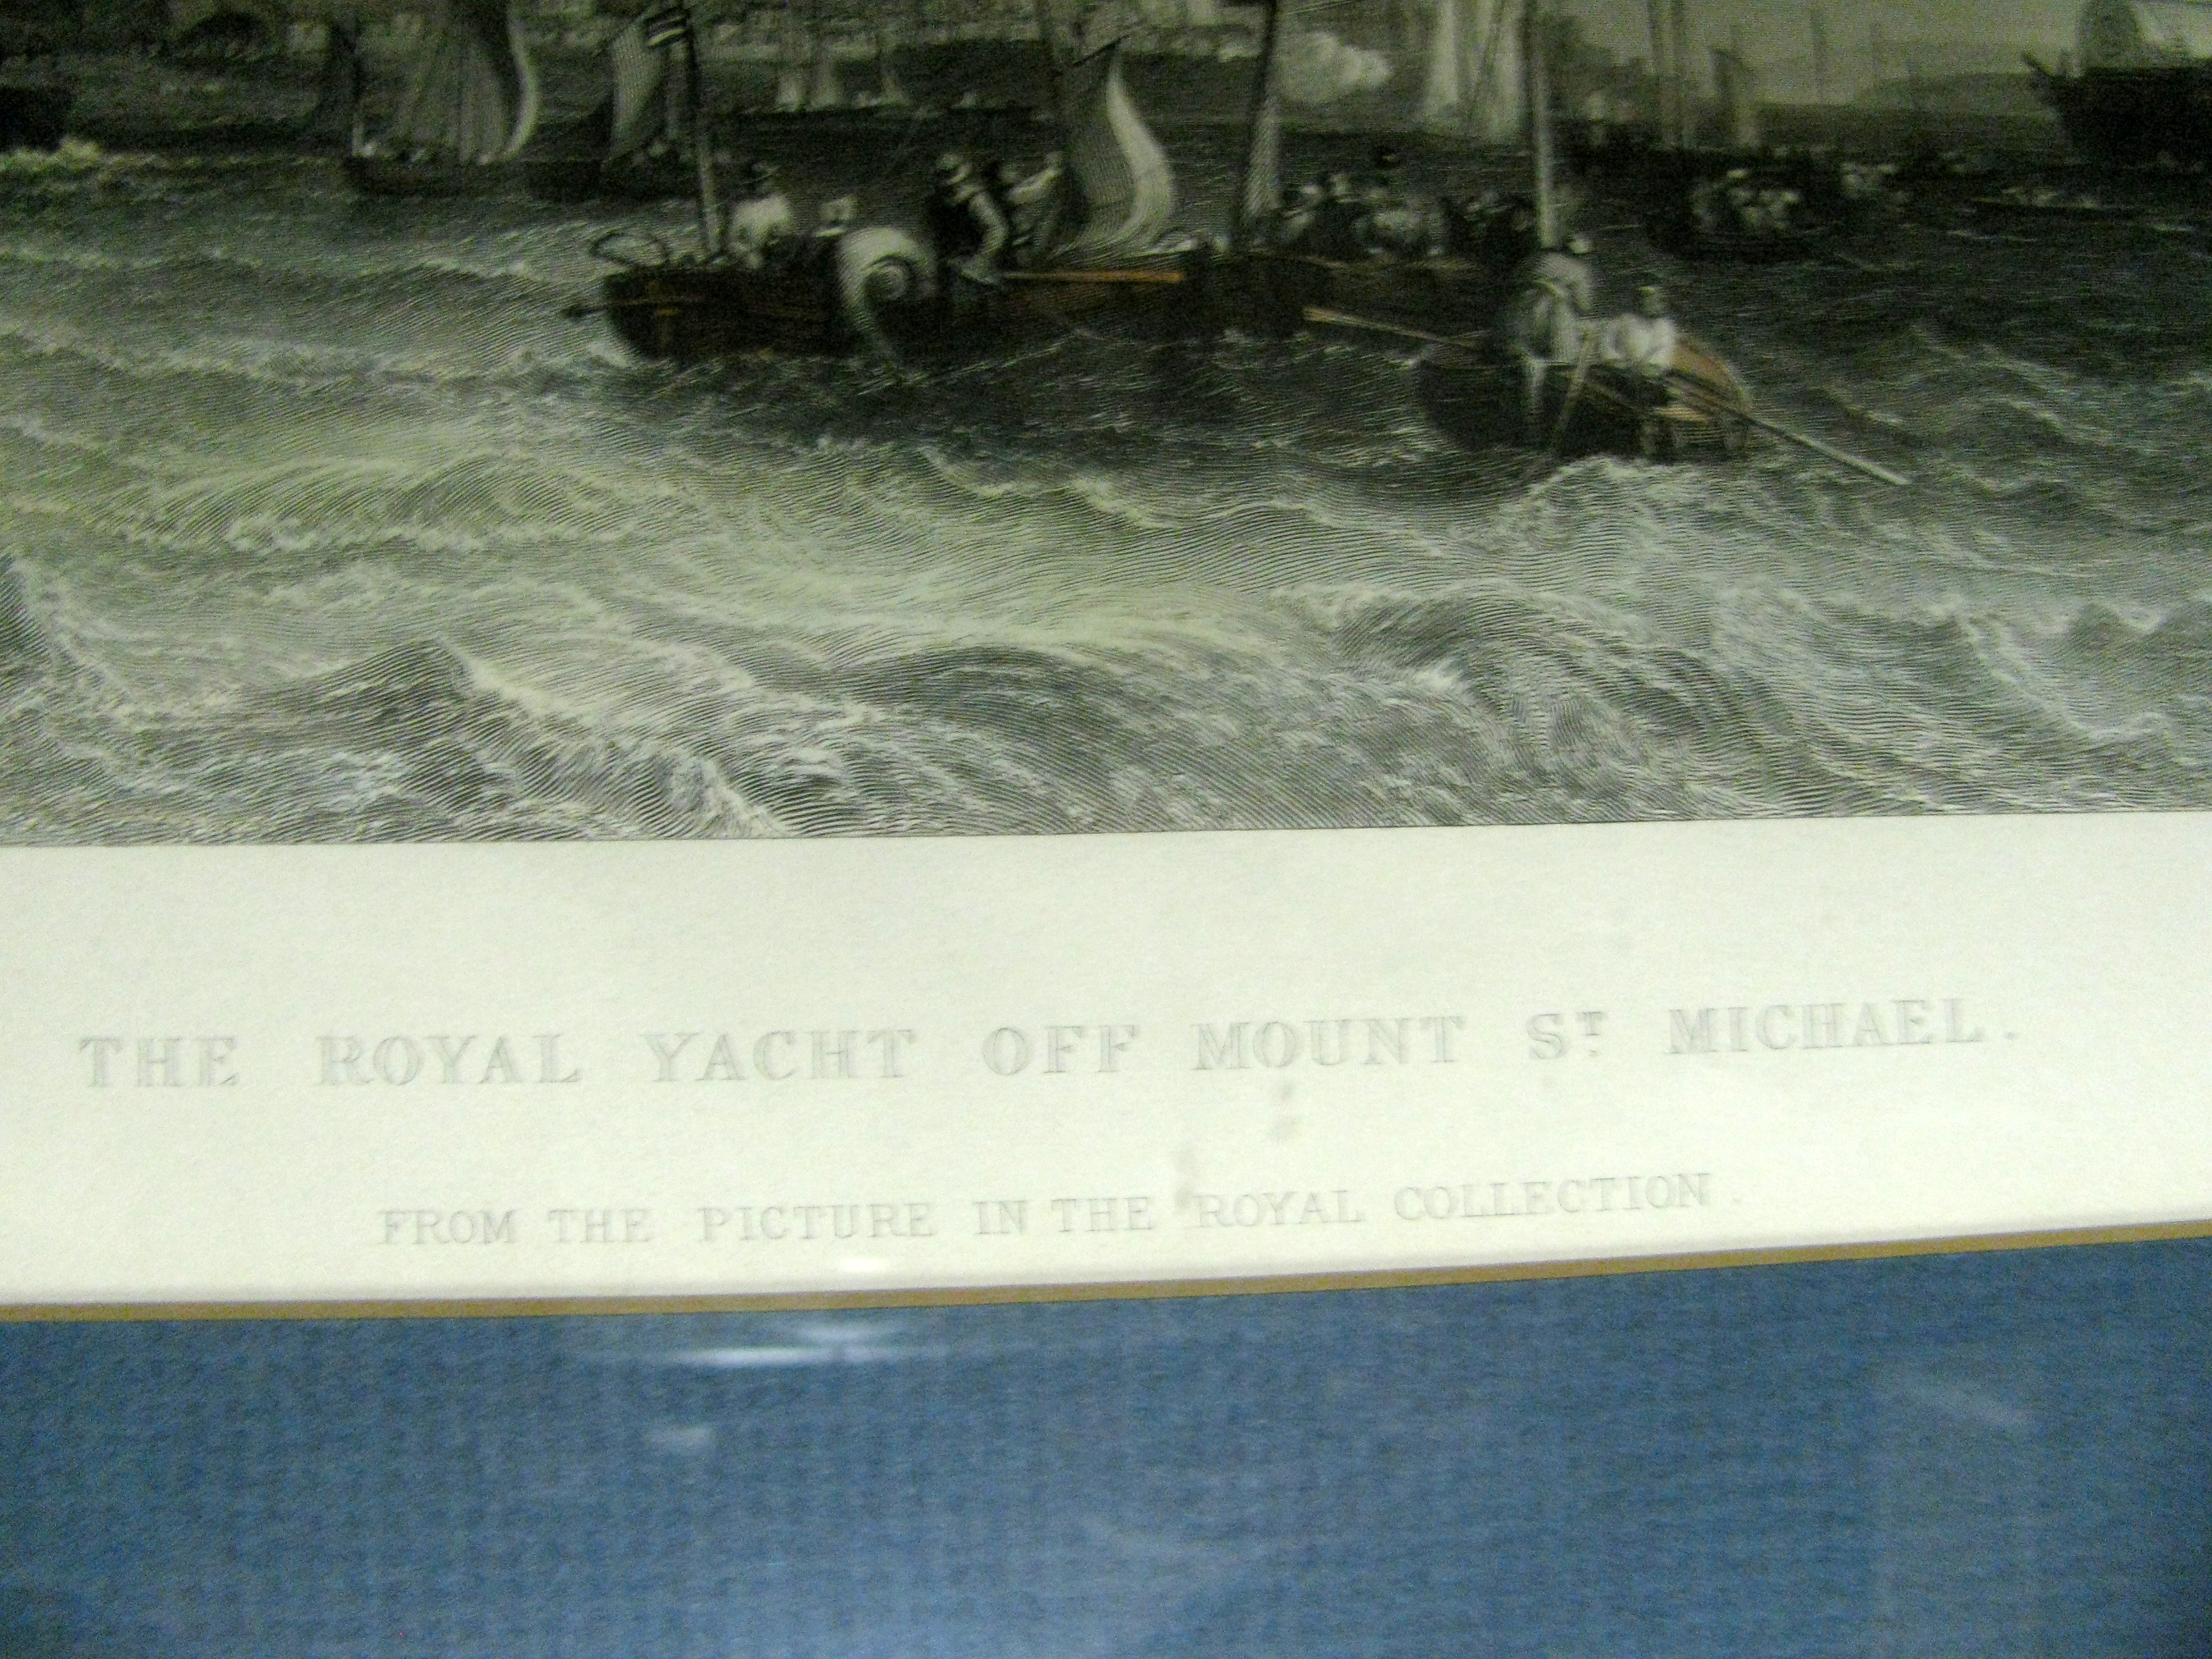 THE ROYAL YACHT OFF MOUNT ST MICHAEL.
FROM THE PICTURE IN THE ROYAL COLLECTION.